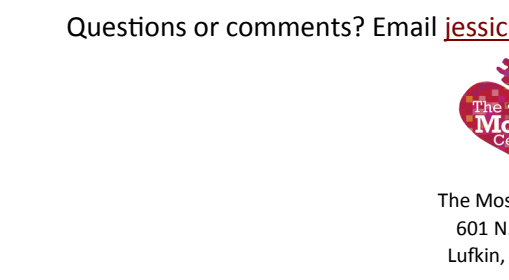 Questions or comments? Email jessic
The
Mo
Ce
The Mos
601 N.
Lufkin,